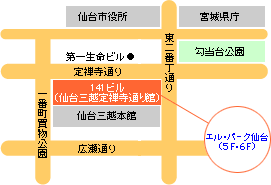 仙台市役所
宮城県庁
勾当台公園
第一生命ビル●
定禅寺通り
東二番丁通り
141ビル
(仙台三越定禅寺通り館)
一番町買物公園
仙台三越本館
エル・パーク仙台
(5F・6F)
広瀬通り